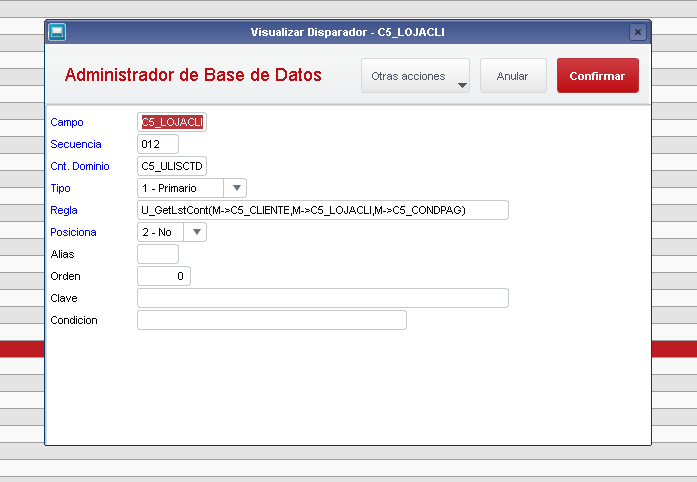 Visualizar Disparador - C5_LOJACLI
Administrador de Base de Datos
Otras acciones
Anular
Confirmar
Campo C5_LOJACLI
Secuencia 012
Cnt. Dominio C5_ULISCTD
Tipo 1 - Primario
Regla U_GetLstCont(M->C5_CLIENTE,M->C5_LOJACLI,M->C5_CONDPAG)
Posiciona 2 - No
Alias
Orden 0
Clave
Condicion